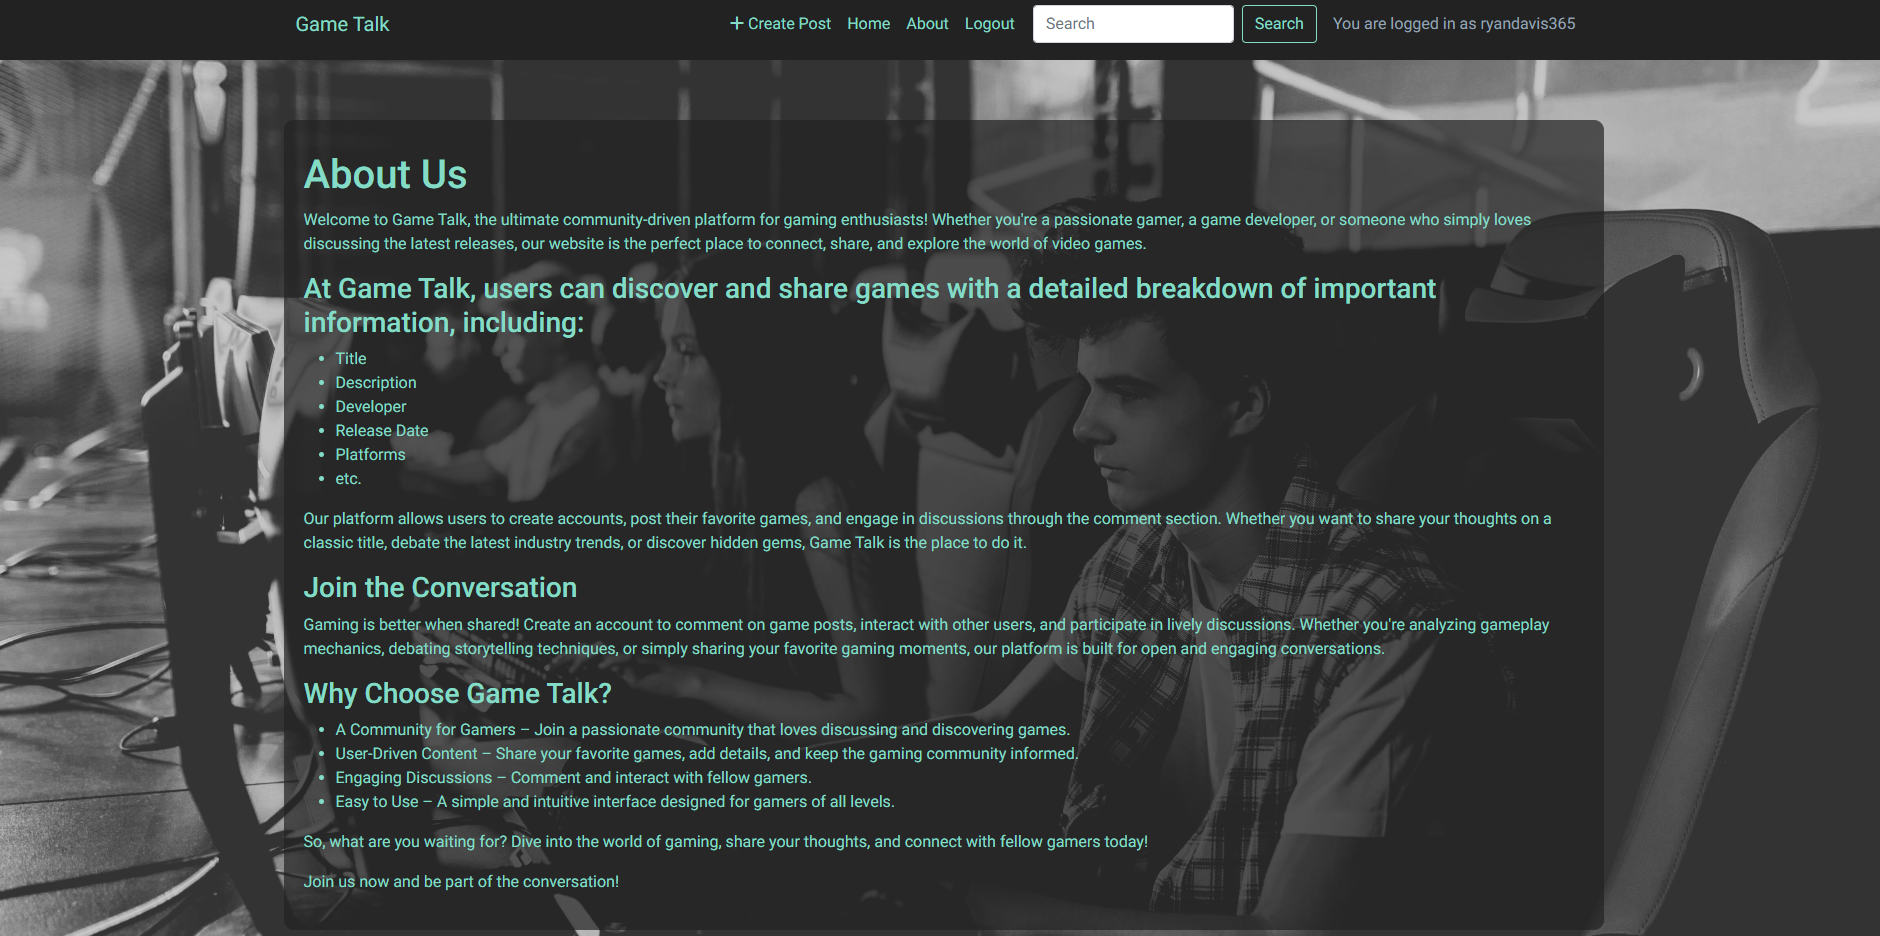 Game Talk
Create Post Home About Logout Search Search You are logged in as ryandavis365
About Us
Welcome to Game Talk, the ultimate community-driven platform for gaming enthusiasts! Whether you're a passionate gamer, a game developer, or someone who simply loves
discussing the latest releases, our website is the perfect place to connect, share, and explore the world of video games.
At Game Talk, users can discover and share games with a detailed breakdown of important
information, including:
• Title
• Description
• Developer
• Release Date
• Platforms
• etc.
Our platform allows users to create accounts, post their favorite games, and engage in discussions through the comment section. Whether you want to share your thoughts on a
classic title, debate the latest industry trends, or discover hidden gems, Game Talk is the place to do it.
Join the Conversation
Gaming is better when shared! Create an account to comment on game posts, interact with other users, and participate in lively discussions. Whether you're analyzing gameplay
mechanics, debating storytelling techniques, or simply sharing your favorite gaming moments, our platform is built for open and engaging conversations.
Why Choose Game Talk?
• A Community for Gamers – Join a passionate community that loves discussing and discovering games.
• User-Driven Content – Share your favorite games, add details, and keep the gaming community informed.
• Engaging Discussions – Comment and interact with fellow gamers.
• Easy to Use – A simple and intuitive interface designed for gamers of all levels.
So, what are you waiting for? Dive into the world of gaming, share your thoughts, and connect with fellow gamers today!
Join us now and be part of the conversation!